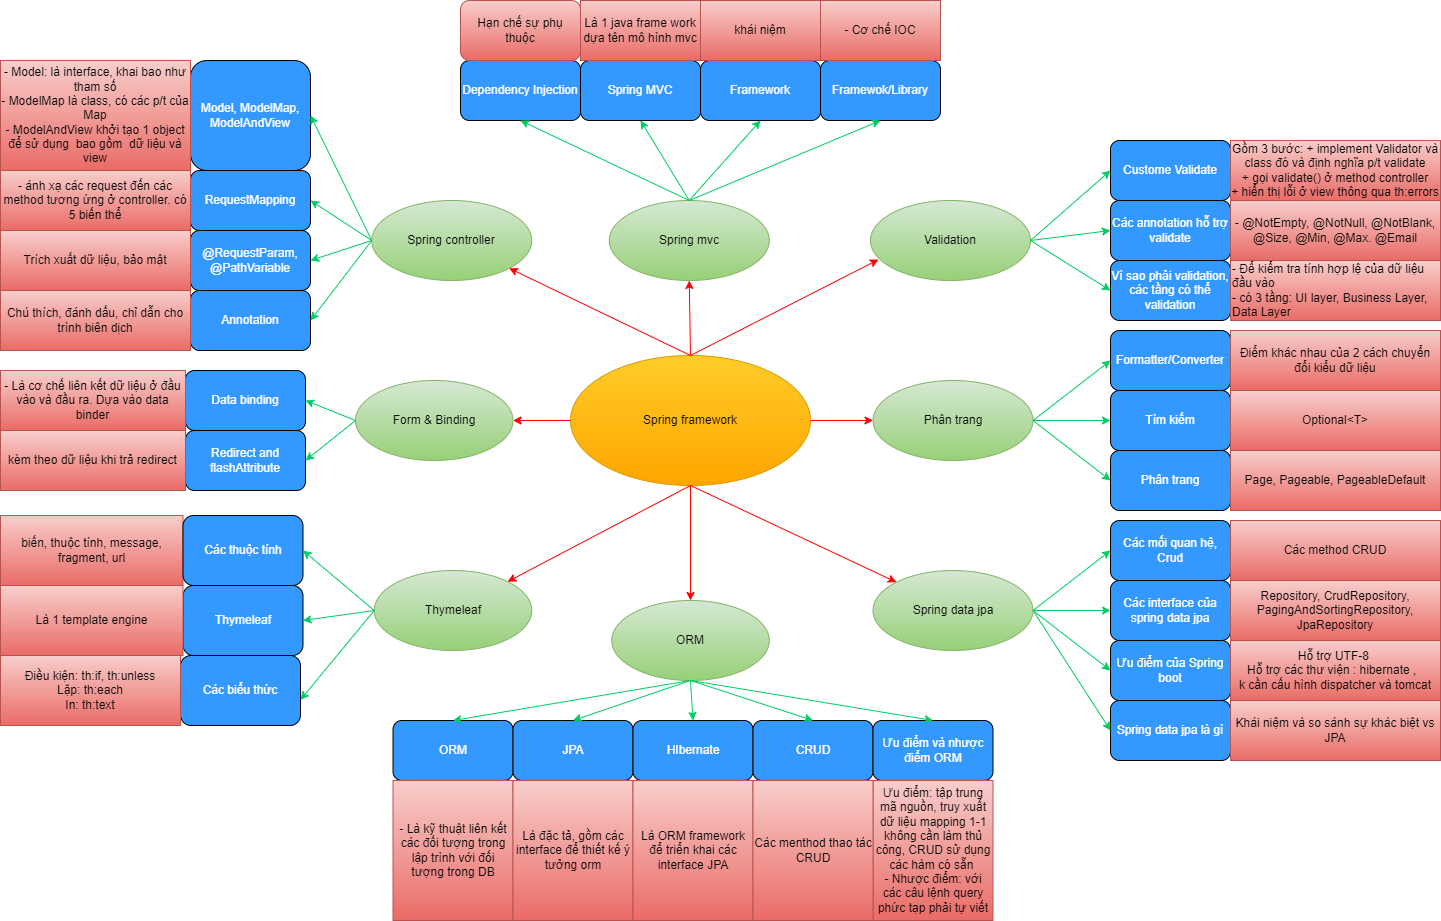 Hạn chế sự phụ
thuộc
Là 1 java frame work
dựa tên mô hình mvc
khái niệm
- Cơ chế IOC
Dependency Injection
Spring MVC
Framework
Framewok/Library
- Model: là interface, khai bao như
tham số
- ModelMap là class, có các p/t của
Map
- ModelAndView khởi tạo 1 object
để sử dụng  bao gồm  dữ liệu và
view
Model, ModelMap,
ModelAndView
- ánh xạ các request đến các
method tương ứng ở controller. có
5 biến thể
RequestMapping
Trích xuất dữ liệu, bảo mật
@RequestParam,
@PathVariable
Chú thích, đánh dấu, chỉ dẫn cho
trình biên dịch
Annotation
Spring controller
Spring mvc
Validation
Custome Validate
Gồm 3 bước: + implement Validator và
class đó và định nghĩa p/t validate
+ gọi validate() ở method controller
+ hiển thị lỗi ở view thông qua th:errors
Các annotation hỗ trợ
validate
- @NotEmpty, @NotNull, @NotBlank,
@Size, @Min, @Max. @Email
Vì sao phải validation,
các tầng có thể
validation
- Để kiểm tra tính hợp lệ của dữ liệu
đầu vào
- có 3 tầng: UI layer, Business Layer,
Data Layer
- Là cơ chế liên kết dữ liệu ở đầu
vào và đầu ra. Dựa vào data
binder
Data binding
kèm theo dữ liệu khi trả redirect
Redirect and
flashAttribute
Form & Binding
Spring framework
Phân trang
Formatter/Converter
Điểm khác nhau của 2 cách chuyển
đổi kiểu dữ liệu
Tìm kiếm
Optional<T>
Phân trang
Page, Pageable, PageableDefault
biến, thuộc tính, message,
fragment, url
Các thuộc tính
Là 1 template engine
Thymeleaf
Điều kiện: th:if, th:unless
Lặp: th:each
In: th:text
Các biểu thức
Thymeleaf
ORM
Spring data jpa
Các mối quan hệ,
Crud
Các method CRUD
Các interface của
spring data jpa
Repository, CrudRepository,
PagingAndSortingRepository,
JpaRepository
Ưu điểm của Spring
boot
Hỗ trợ UTF-8
Hỗ trợ các thư viện : hibernate ,
k cần cấu hình dispatcher và tomcat
Spring data jpa là gì
Khái niệm và so sánh sự khác biệt vs
JPA
ORM
JPA
HIbernate
CRUD
Ưu điểm và nhược
điểm ORM
- Là kỹ thuật liên kết
các đối tượng trong
lập trình với đối
tượng trong DB
Là đặc tả, gồm các
interface để thiết kế ý
tưởng orm
Là ORM framework
để triển khai các
interface JPA
Các menthod thao tác
CRUD
Ưu điểm: tập trung
mã nguồn, truy xuất
dữ liệu mapping 1-1
không cần làm thủ
công, CRUD sử dụng
các hàm có sẵn
- Nhược điểm: với
các câu lệnh query
phức tạp phải tự viết